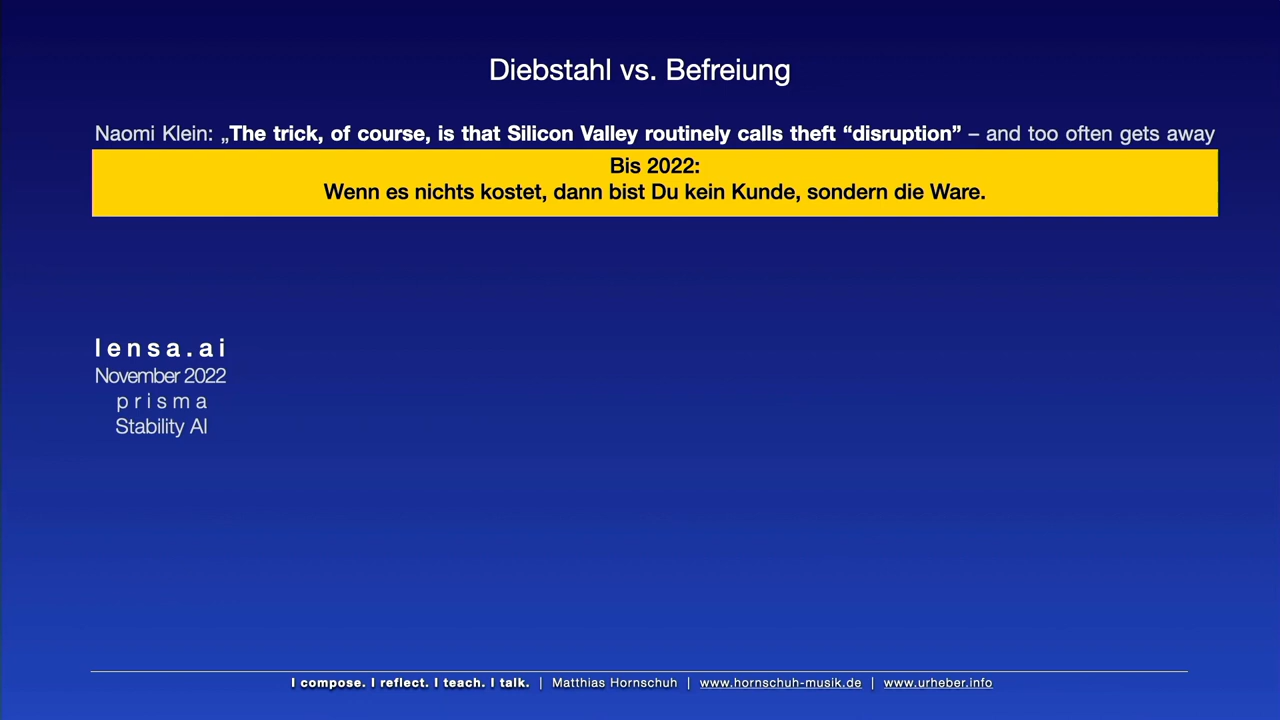 Diebstahl vs. Befreiung
Naomi Klein: „The trick, of course, is that Silicon Valley routinely calls theft “disruption” – and too often gets away
Bis 2022:
Wenn es nichts kostet, dann bist Du kein Kunde, sondern die Ware.
lensa.ai
November 2022
prisma
Stability AI
I compose. I reflect. I teach. I talk. | Matthias Hornschuh | www.hornschuh-musik.de | www.urheber.info